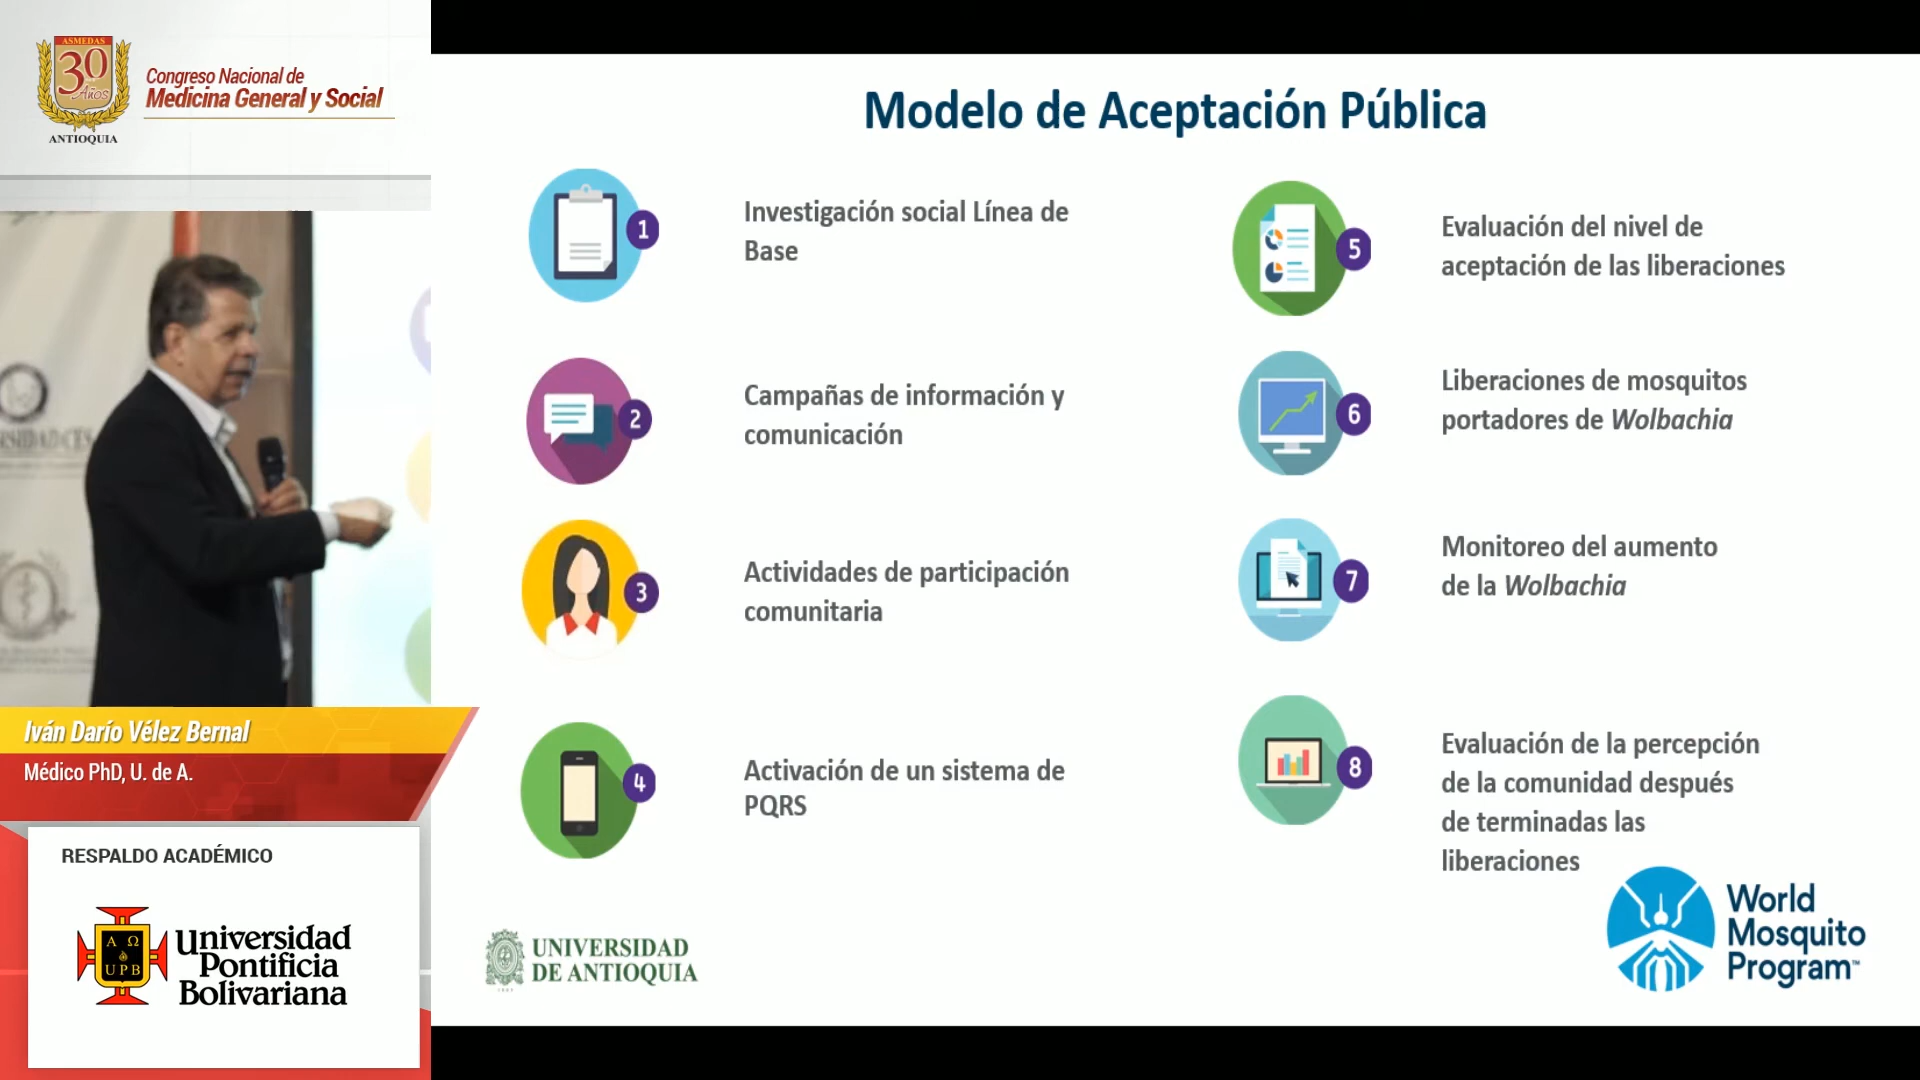 ASMEDAS
30
Años
ANTIOQUIA
Congreso Nacional de
Medicina General y Social
Iván Darío Vélez Bernal
Médico PhD, U. de A.
RESPALDO ACADÉMICO
Α Ω
UPB
Universidad
Pontificia
Bolivariana
Modelo de Aceptación Pública
1
Investigación social Línea de
Base
2
Campañas de información y
comunicación
3
Actividades de participación
comunitaria
4
Activación de un sistema de
PQRS
5
Evaluación del nivel de
aceptación de las liberaciones
6
Liberaciones de mosquitos
portadores de Wolbachia
7
Monitoreo del aumento
de la Wolbachia
8
Evaluación de la percepción
de la comunidad después
de terminadas las
liberaciones
UNIVERSIDAD
DE ANTIOQUIA
World
Mosquito
Program™